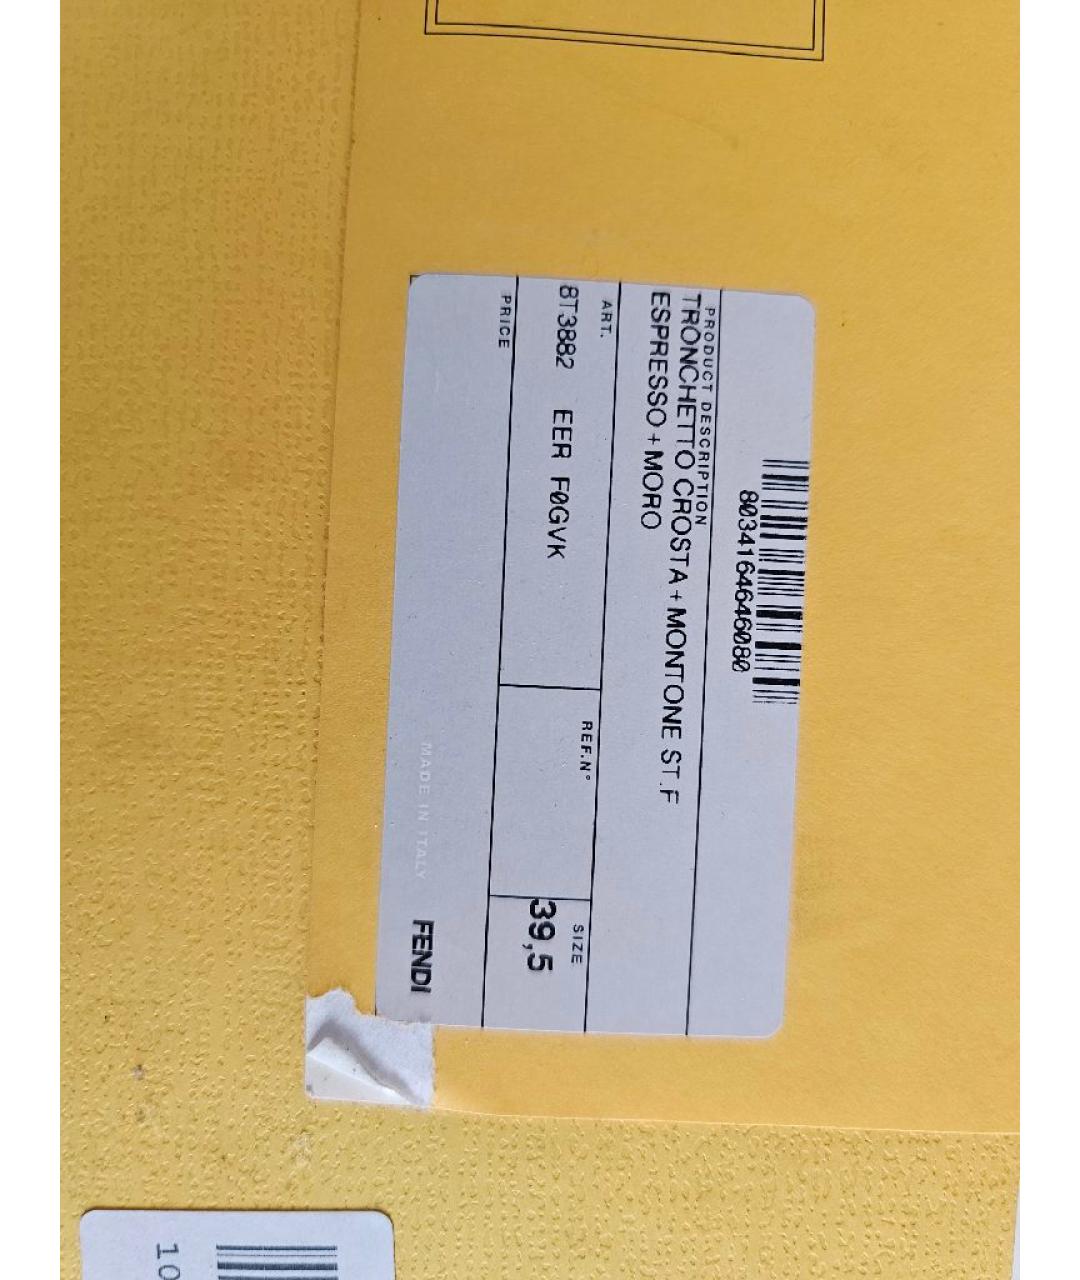 8034164646080
PRODUCT DESCRIPTION
TRONCHETTO CROSTA + MONTONE ST.F
ESPRESSO + MORO
ART.
8T3882 EER F0GVK
REF.N°
SIZE
39,5
PRICE
MADE IN ITALY
FENDI
10